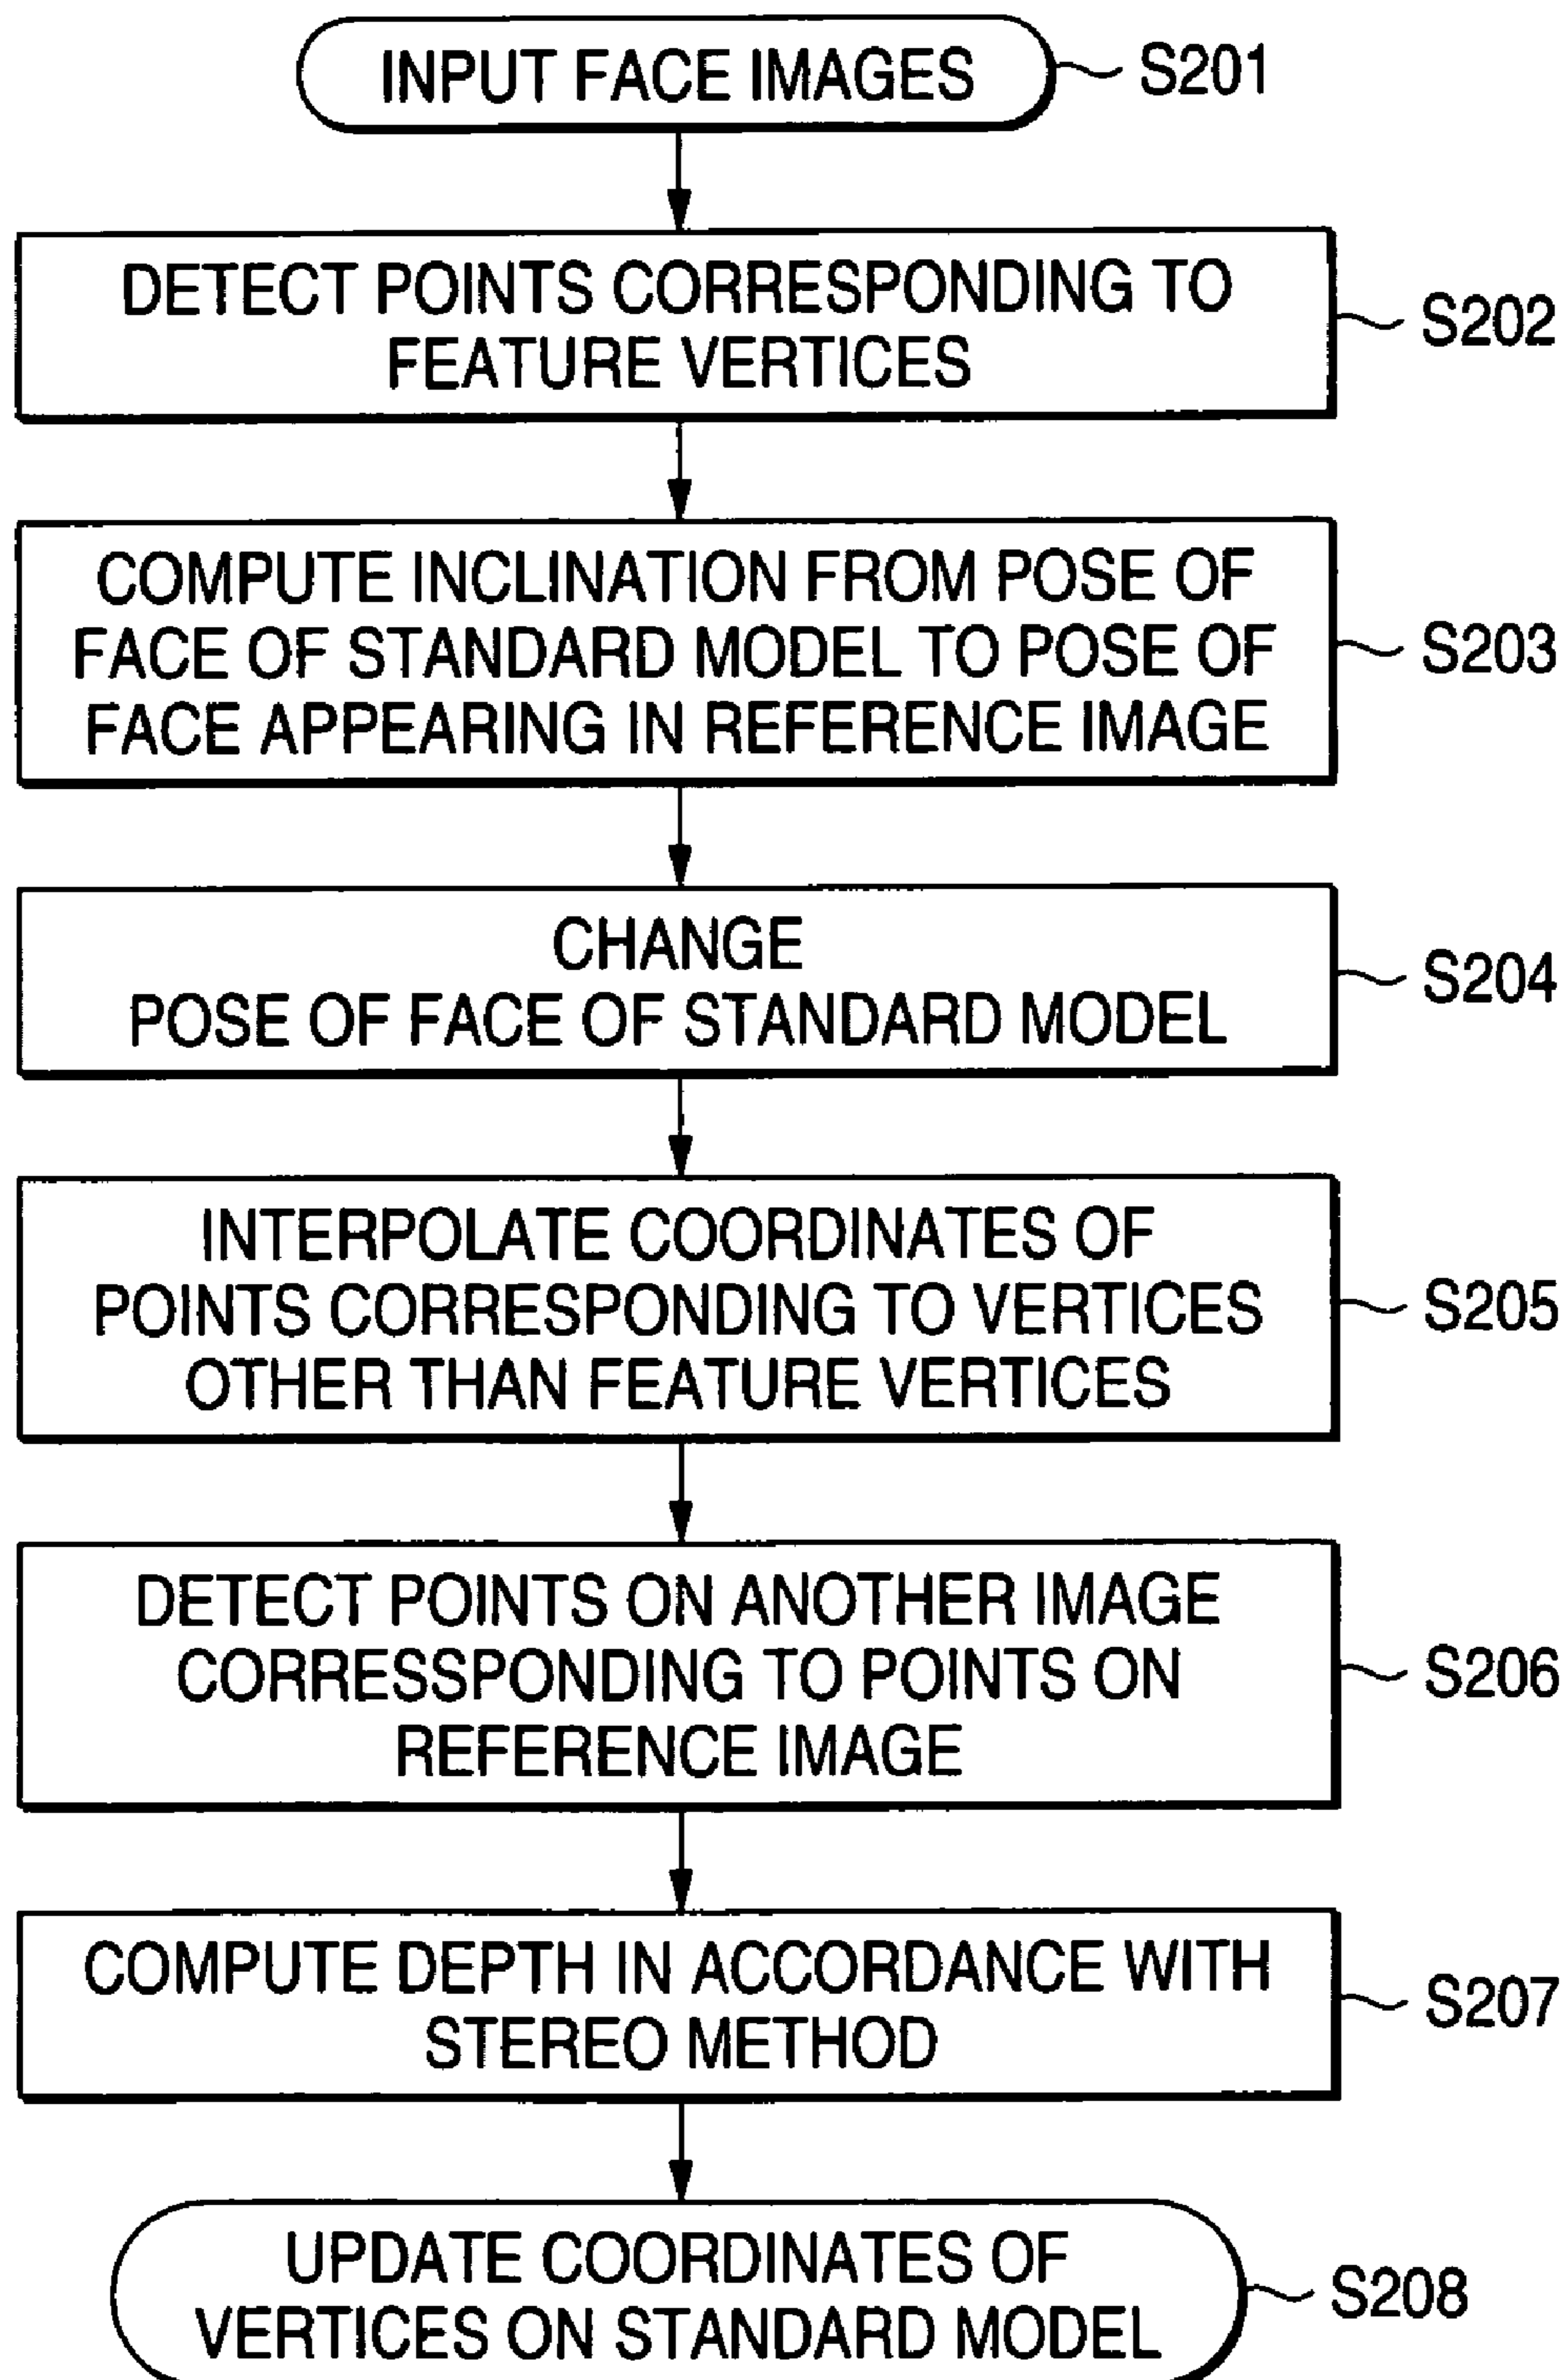 INPUT FACE IMAGES
S201
DETECT POINTS CORRESPONDING TO
FEATURE VERTICES
S202
COMPUTE INCLINATION FROM POSE OF
FACE OF STANDARD MODEL TO POSE OF
FACE APPEARING IN REFERENCE IMAGE
S203
CHANGE
POSE OF FACE OF STANDARD MODEL
S204
INTERPOLATE COORDINATES OF
POINTS CORRESPONDING TO VERTICES
OTHER THAN FEATURE VERTICES
S205
DETECT POINTS ON ANOTHER IMAGE
CORRESSPONDING TO POINTS ON
REFERENCE IMAGE
S206
COMPUTE DEPTH IN ACCORDANCE WITH
STEREO METHOD
S207
UPDATE COORDINATES OF
VERTICES ON STANDARD MODEL
S208